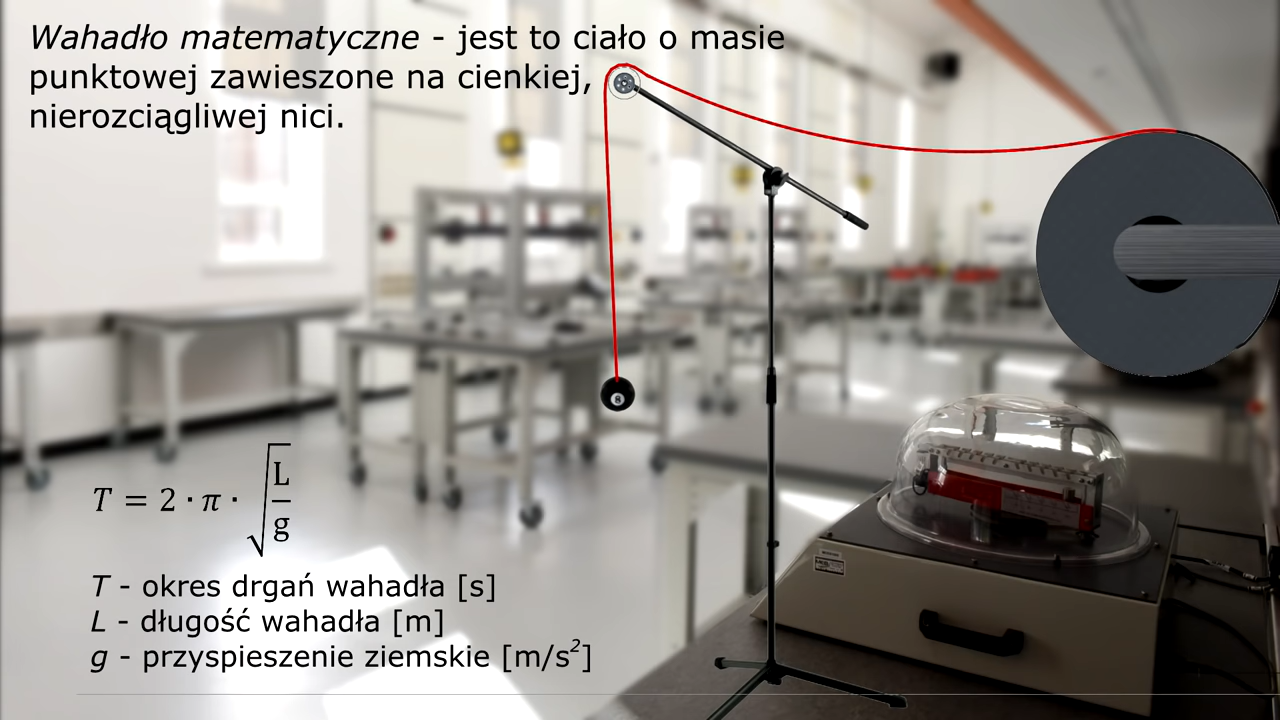 Wahadło matematyczne - jest to ciało o masie
punktowej zawieszone na cienkiej,
nierozciągliwej nici.
8
T = 2 · π · √(L/g)
T - okres drgań wahadła [s]
L - długość wahadła [m]
g - przyspieszenie ziemskie [m/s²]